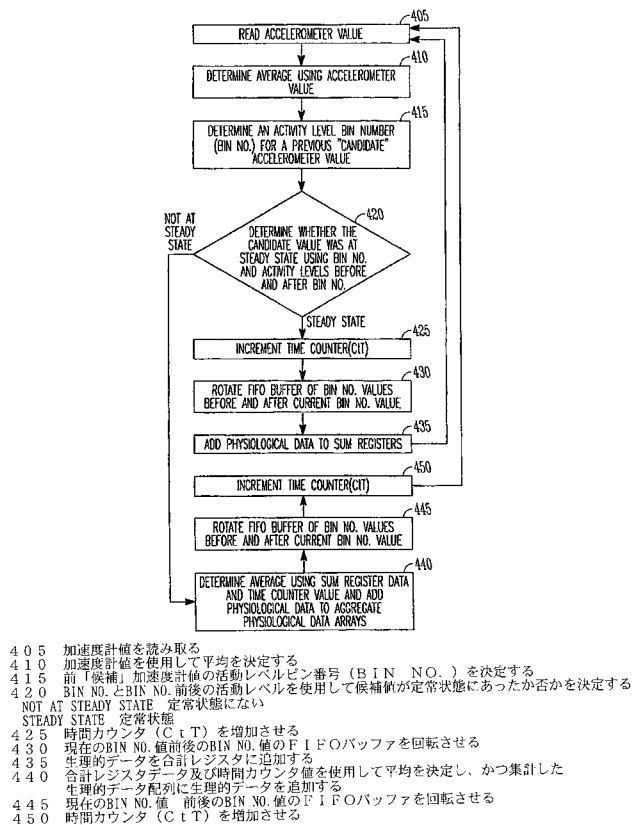 405
READ ACCELEROMETER VALUE
410
DETERMINE AVERAGE USING ACCELEROMETER
VALUE
415
DETERMINE AN ACTIVITY LEVEL BIN NUMBER
(BIN NO.) FOR A PREVIOUS "CANDIDATE"
ACCELEROMETER VALUE
NOT AT
STEADY
STATE
420
DETERMINE WHETHER THE
CANDIDATE VALUE WAS AT
STEADY STATE USING BIN NO.
AND ACTIVITY LEVELS BEFORE
AND AFTER BIN NO.
STEADY STATE
425
INCREMENT TIME COUNTER(CtT)
430
ROTATE FIFO BUFFER OF BIN NO. VALUES
BEFORE AND AFTER CURRENT BIN NO. VALUE
435
ADD PHYSIOLOGICAL DATA TO SUM REGISTERS
450
INCREMENT TIME COUNTER(CtT)
445
ROTATE FIFO BUFFER OF BIN NO. VALUES
BEFORE AND AFTER CURRENT BIN NO. VALUE
440
DETERMINE AVERAGE USING SUM REGISTER DATA
AND TIME COUNTER VALUE AND ADD
PHYSIOLOGICAL DATA TO AGGREGATE
PHYSIOLOGICAL DATA ARRAYS
405 加速度計値を読み取る
410 加速度計値を使用して平均を決定する
415 前「候補」加速度計値の活動レベルビン番号(BIN NO.)を決定する
420 BIN NO.とBIN NO.前後の活動レベルを使用して候補値が定常状態にあったか否かを決定する
NOT AT STEADY STATE 定常状態にない
STEADY STATE 定常状態
425 時間カウンタ(CtT)を増加させる
430 現在のBIN NO.値前後のBIN NO.値のFIFOバッファを回転させる
435 生理的データを合計レジスタに追加する
440 合計レジスタデータ及び時間カウンタ値を使用して平均を決定し、かつ集計した
生理的データ配列に生理的データを追加する
445 現在のBIN NO.値 前後のBIN NO.値のFIFOバッファを回転させる
450 時間カウンタ(CtT)を増加させる